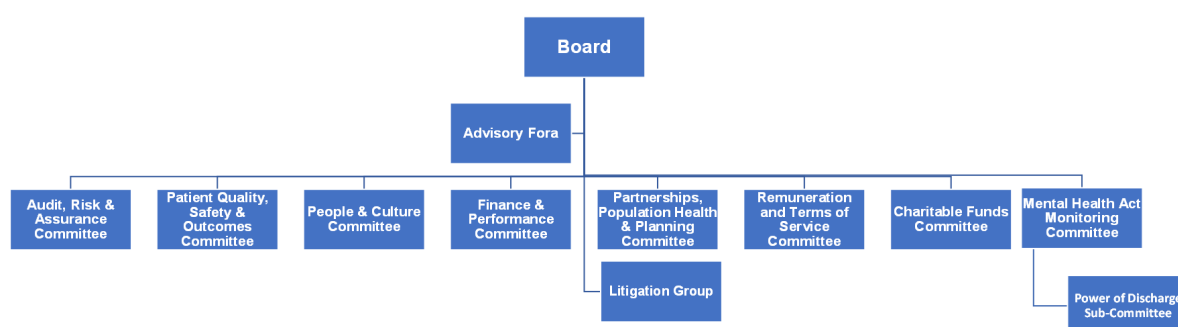 Board
Advisory Fora
Audit, Risk &
Assurance
Committee
Patient Quality,
Safety &
Outcomes
Committee
People & Culture
Committee
Finance &
Performance
Committee
Partnerships,
Population Health
& Planning
Committee
Remuneration
and Terms of
Service
Committee
Charitable Funds
Committee
Mental Health Act
Monitoring
Committee
Litigation Group
Power of Discharge
Sub-Committee